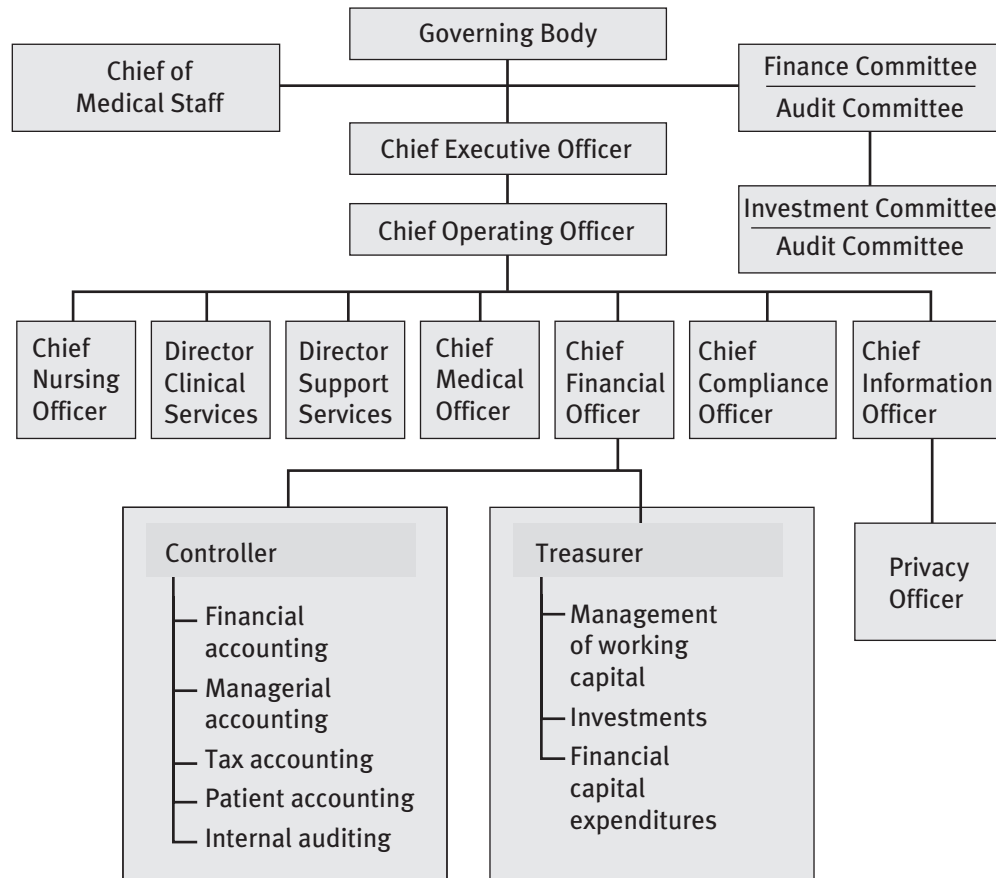 Governing Body
Chief of
Medical Staff
Finance Committee
Audit Committee
Chief Executive Officer
Investment Committee
Audit Committee
Chief Operating Officer
Chief
Nursing
Officer
Director
Clinical
Services
Director
Support
Services
Chief
Medical
Officer
Chief
Financial
Officer
Chief
Compliance
Officer
Chief
Information
Officer
Controller
Financial
accounting
Managerial
accounting
Tax accounting
Patient accounting
Internal auditing
Treasurer
Management
of working
capital
Investments
Financial
capital
expenditures
Privacy
Officer